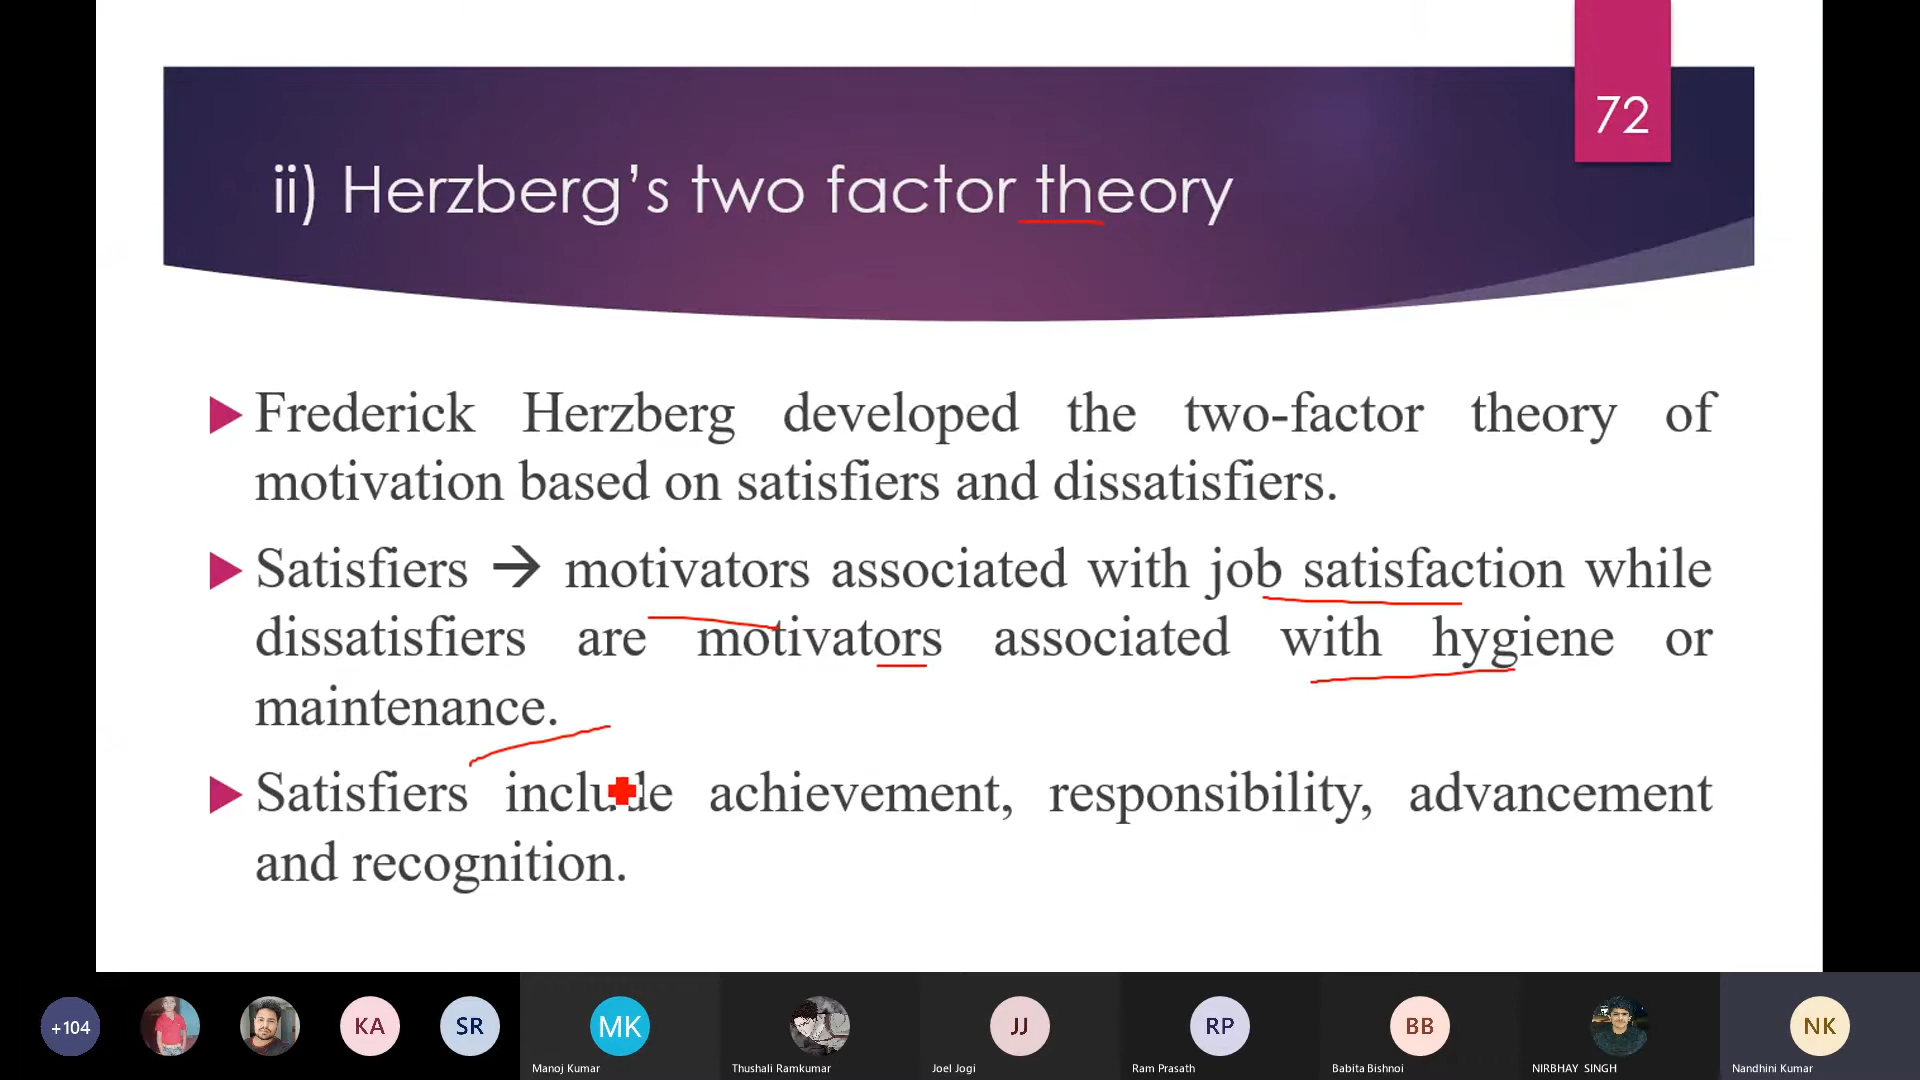 72
ii) Herzberg’s two factor theory
Frederick Herzberg developed the two-factor theory of
motivation based on satisfiers and dissatisfiers.
Satisfiers → motivators associated with job satisfaction while
dissatisfiers are motivators associated with hygiene or
maintenance.
Satisfiers include achievement, responsibility, advancement
and recognition.
+104
KA
SR
MK
JJ
RP
BB
NK
Manoj Kumar
Thushali Ramkumar
Joel Jogi
Ram Prasath
Babita Bishnoi
NIRBHAY SINGH
Nandhini Kumar